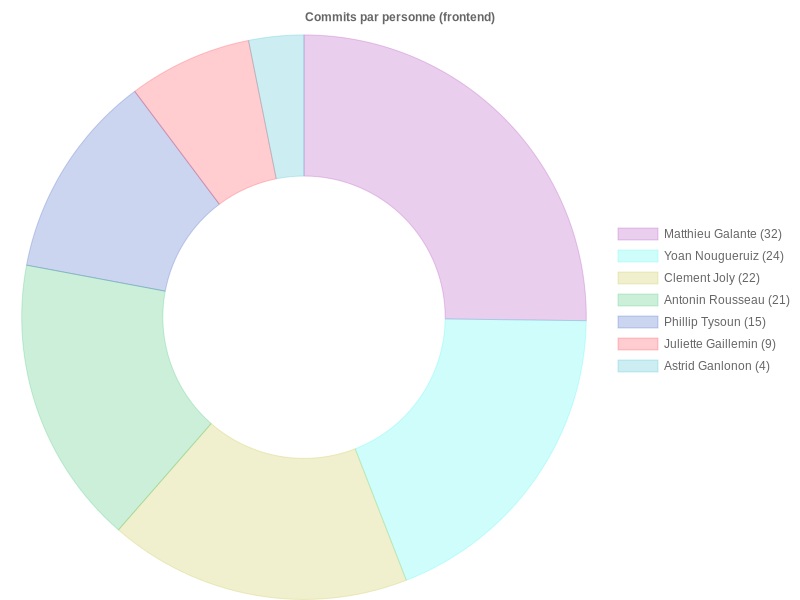 Commits par personne (frontend)
Matthieu Galante (32)
Yoan Nougueruiz (24)
Clement Joly (22)
Antonin Rousseau (21)
Phillip Tysoun (15)
Juliette Gaillemin (9)
Astrid Ganlonon (4)